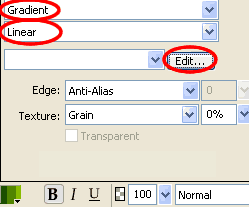 Gradient
Linear
Edit...
Edge: Anti-Alias 0
Texture: Grain 0%
Transparent
B I U 100 Normal